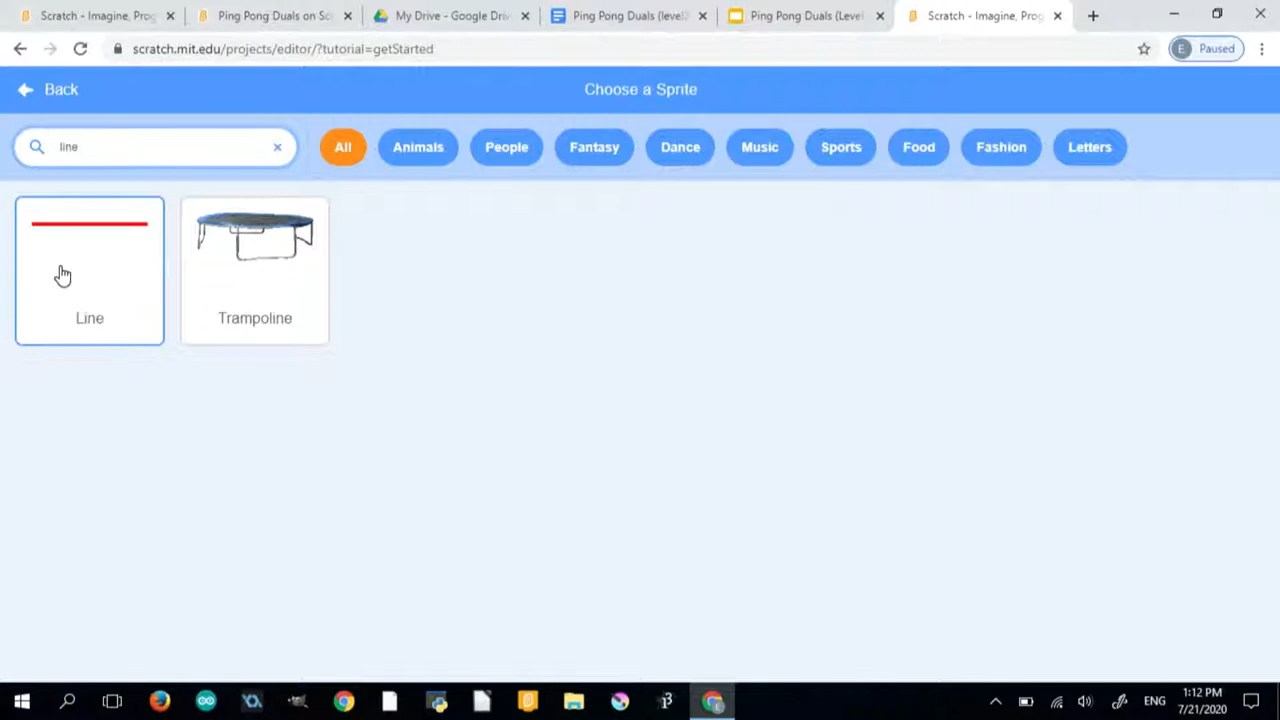 Scratch - Imagine, Prog
Ping Pong Duals on Sc
My Drive - Google Driv
Ping Pong Duals (level
Ping Pong Duals (Level
Scratch - Imagine, Prog
scratch.mit.edu/projects/editor/?tutorial=getStarted
E Paused
Back
Choose a Sprite
line
All
Animals
People
Fantasy
Dance
Music
Sports
Food
Fashion
Letters
Line
Trampoline
ENG
1:12 PM
7/21/2020